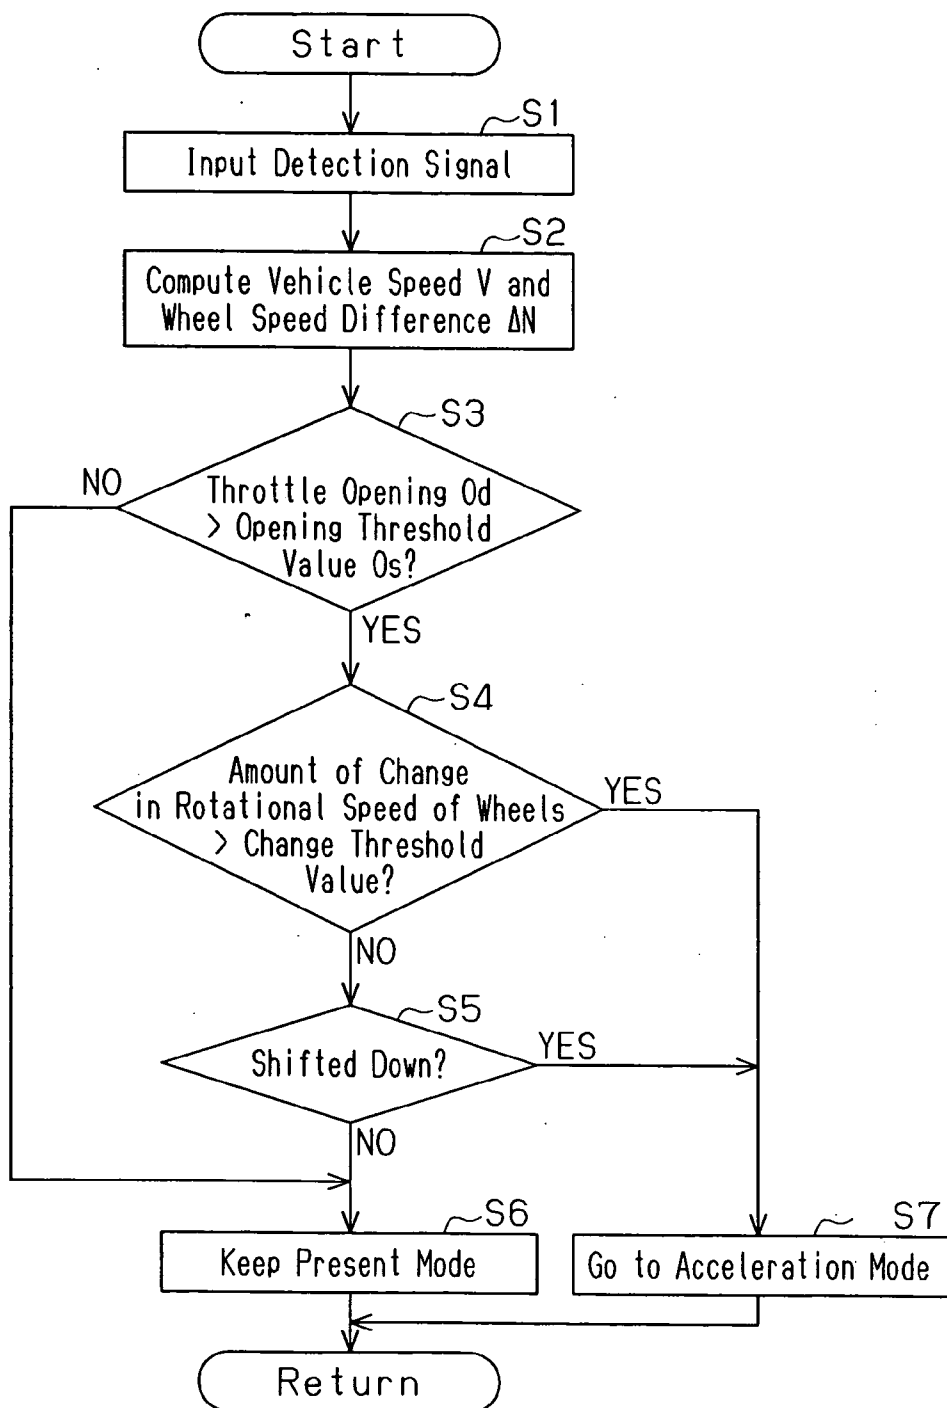 Start
S1
Input Detection Signal
S2
Compute Vehicle Speed V and
Wheel Speed Difference ΔN
S3
NO
Throttle Opening Od
> Opening Threshold
Value Os?
YES
S4
Amount of Change
in Rotational Speed of Wheels
> Change Threshold
Value?
YES
NO
S5
Shifted Down?
YES
NO
S6
Keep Present Mode
S7
Go to Acceleration Mode
Return